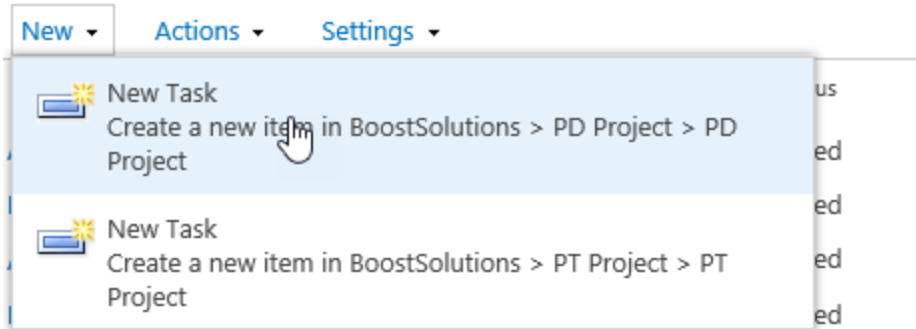 New Actions Settings
New Task
Create a new item in BoostSolutions > PD Project > PD
Project
New Task
Create a new item in BoostSolutions > PT Project > PT
Project
us
ed
ed
ed
ed